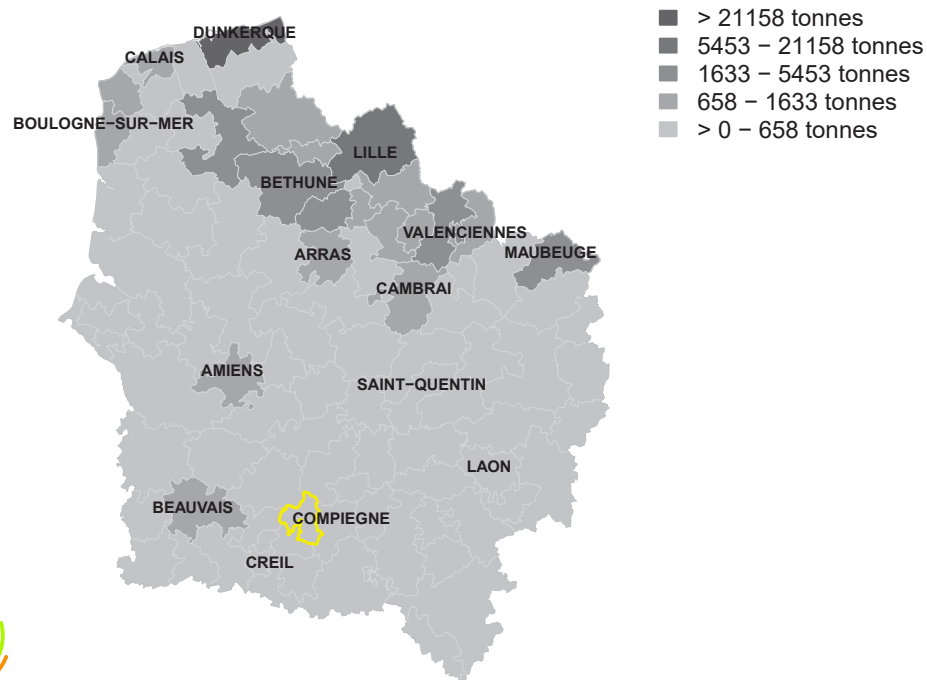 > 21158 tonnes
5453 − 21158 tonnes
1633 − 5453 tonnes
658 − 1633 tonnes
> 0 − 658 tonnes
DUNKERQUE
CALAIS
BOULOGNE−SUR−MER
LILLE
BETHUNE
VALENCIENNES
MAUBEUGE
ARRAS
CAMBRAI
AMIENS
SAINT−QUENTIN
LAON
BEAUVAIS
COMPIEGNE
CREIL